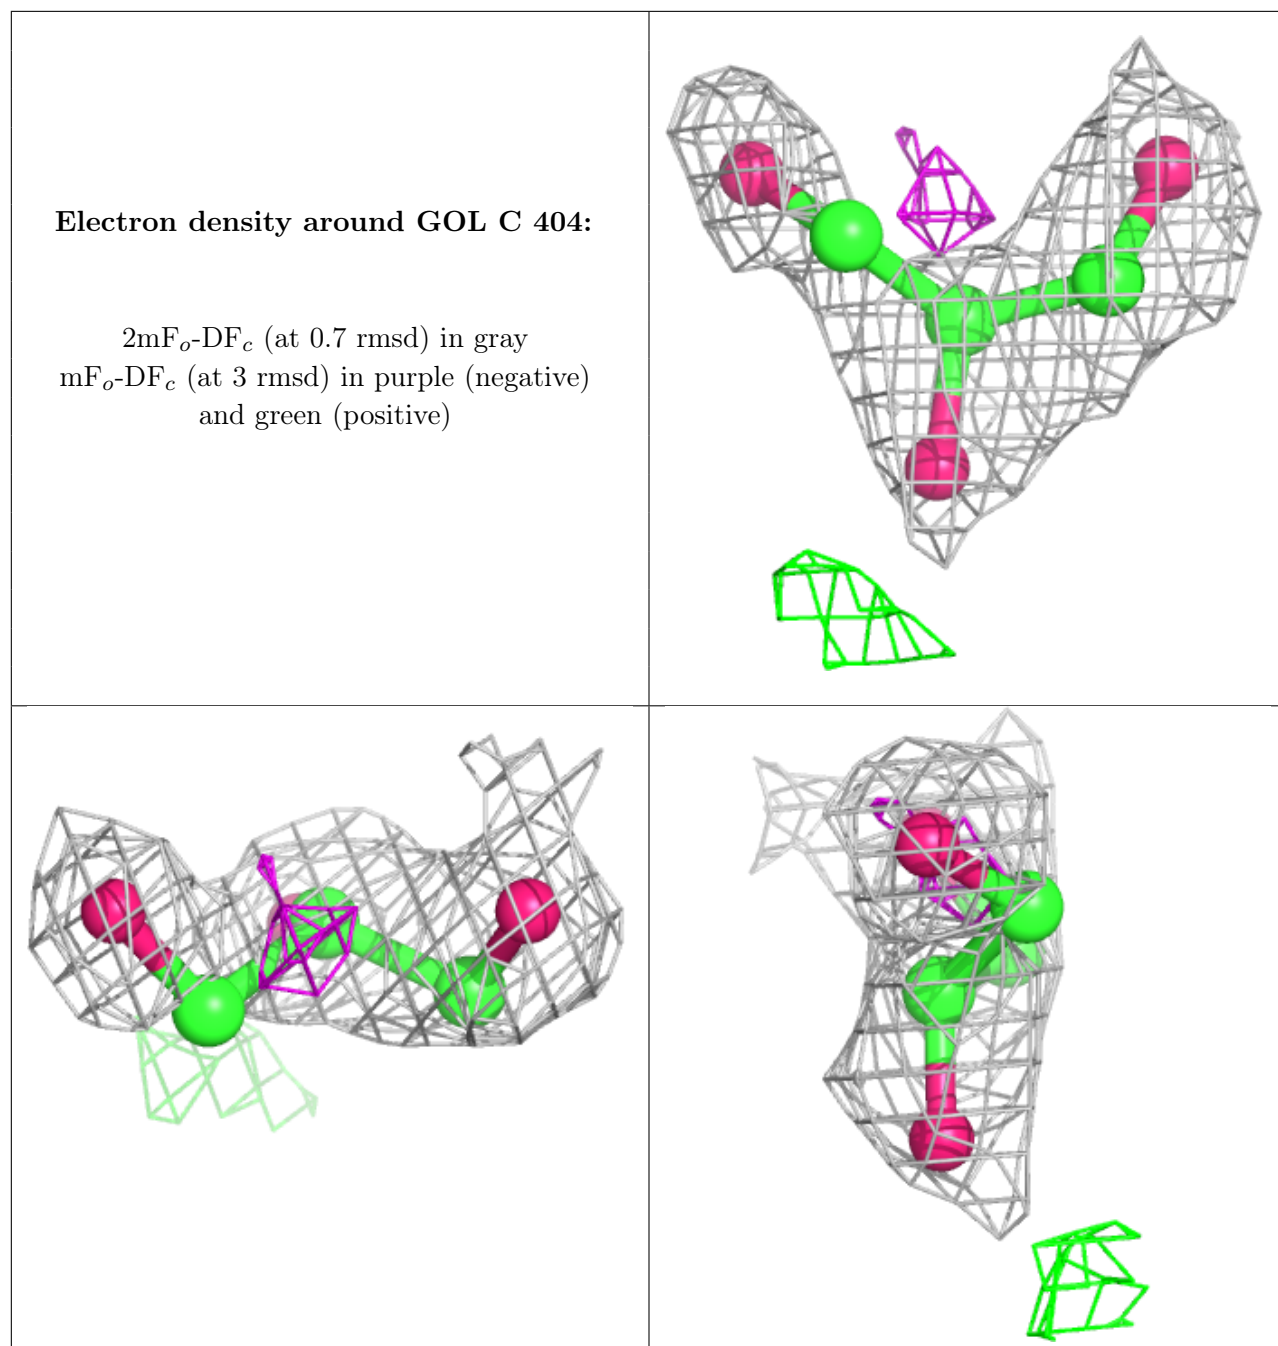 Electron density around GOL C 404:
2mFo-DFc (at 0.7 rmsd) in gray
mFo-DFc (at 3 rmsd) in purple (negative)
and green (positive)